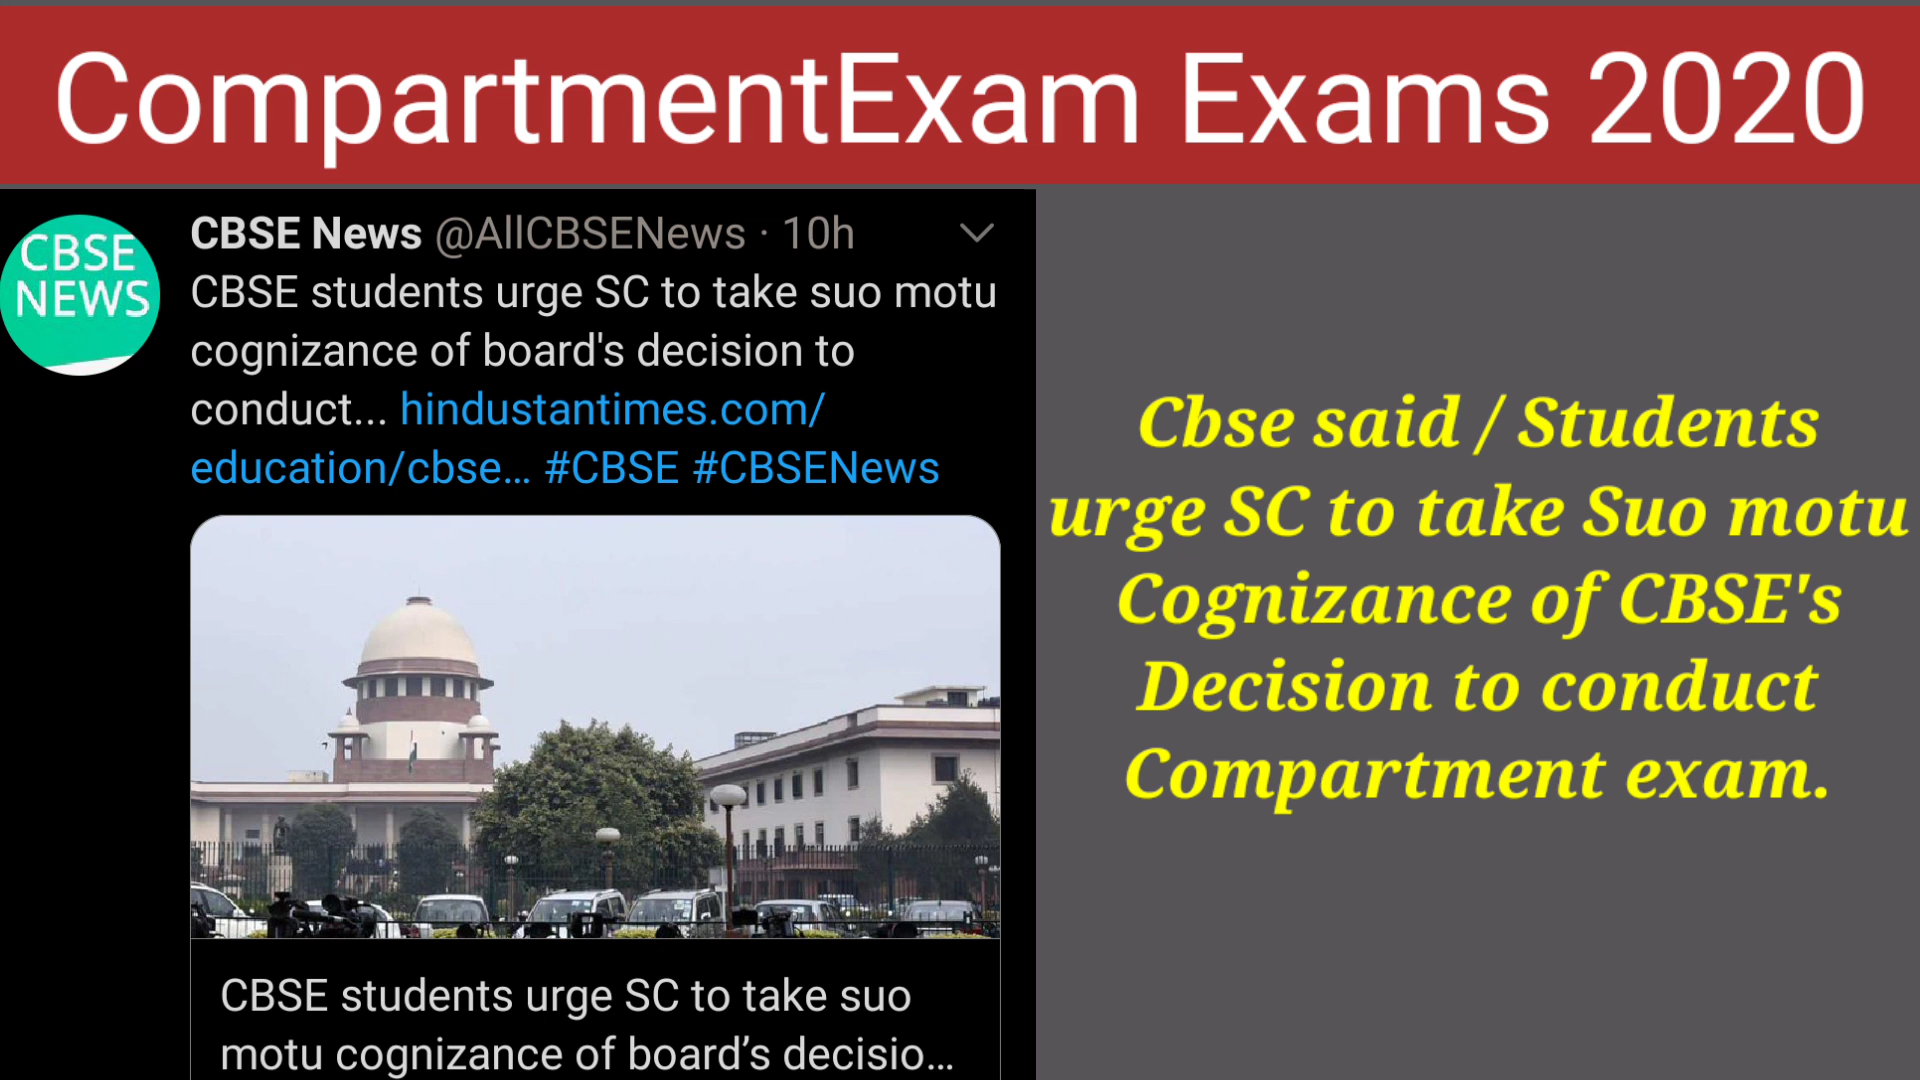 CompartmentExam Exams 2020
CBSE
NEWS
CBSE News @AllCBSENews · 10h
CBSE students urge SC to take suo motu
cognizance of board's decision to
conduct... hindustantimes.com/
education/cbse... #CBSE #CBSENews
CBSE students urge SC to take suo
motu cognizance of board’s decisio...
Cbse said / Students
urge SC to take Suo motu
Cognizance of CBSE's
Decision to conduct
Compartment exam.